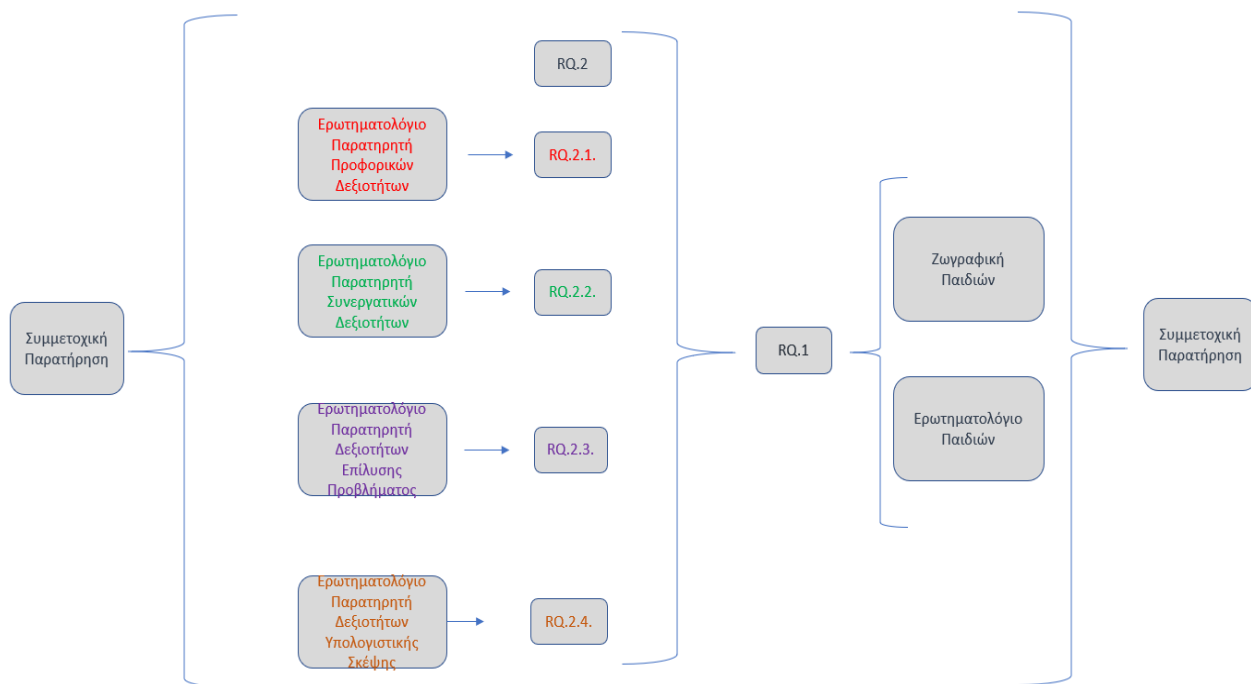 Συμμετοχική
Παρατήρηση
RQ.2
Ερωτηματολόγιο
Παρατηρητή
Προφορικών
Δεξιοτήτων
RQ.2.1.
Ερωτηματολόγιο
Παρατηρητή
Συνεργατικών
Δεξιοτήτων
RQ.2.2.
Ερωτηματολόγιο
Παρατηρητή
Δεξιοτήτων
Επίλυσης
Προβλήματος
RQ.2.3.
Ερωτηματολόγιο
Παρατηρητή
Δεξιοτήτων
Υπολογιστικής
Σκέψης
RQ.2.4.
RQ.1
Ζωγραφική
Παιδιών
Ερωτηματολόγιο
Παιδιών
Συμμετοχική
Παρατήρηση